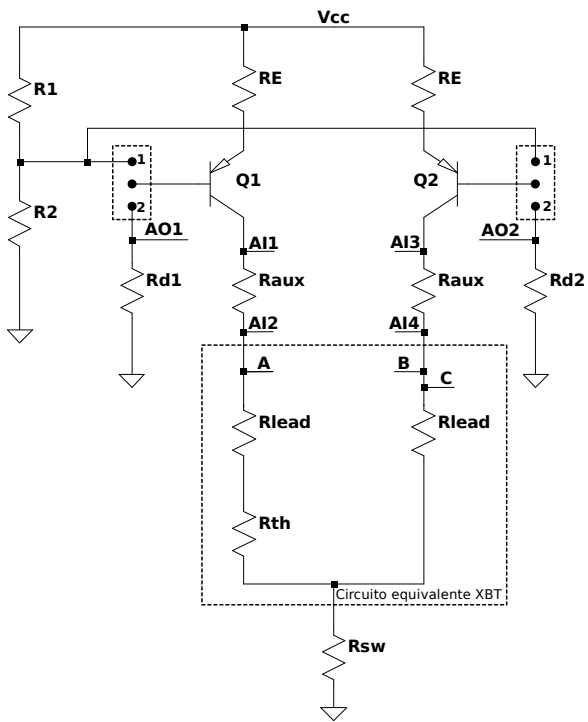 Vcc
R1
RE
RE
1
1
Q1
Q2
R2
2
2
AO1
AI1
AI3
AO2
Rd1
Raux
Raux
Rd2
AI2
AI4
A
B
C
Rlead
Rlead
Rth
Circuito equivalente XBT
Rsw